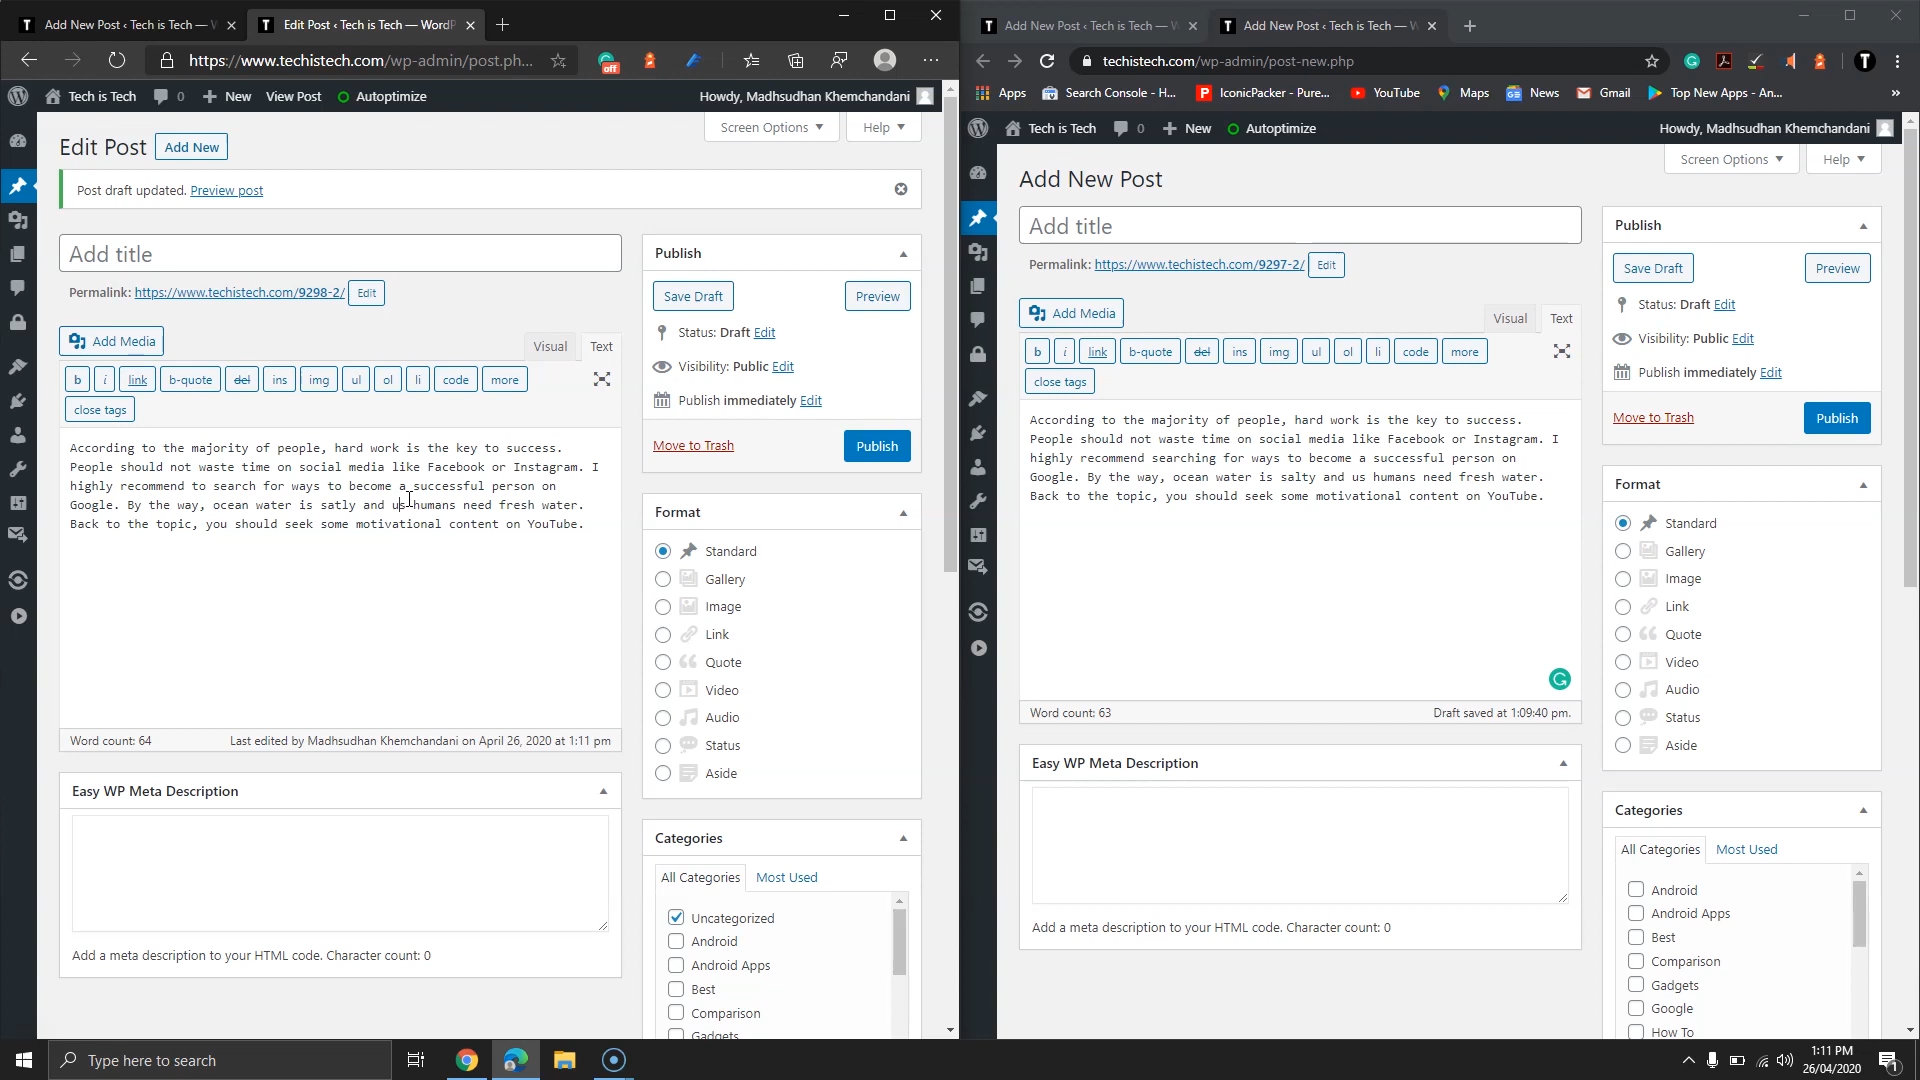 Add New Post ‹ Tech is Tech — W
Edit Post ‹ Tech is Tech — WordP
https://www.techistech.com/wp-admin/post.ph...
off
Tech is Tech
0
New
View Post
Autoptimize
Howdy, Madhsudhan Khemchandani
Screen Options
Help
Edit Post
Add New
Post draft updated. Preview post
Add title
Permalink: https://www.techistech.com/9298-2/ Edit
Add Media
Visual
Text
b
i
link
b-quote
del
ins
img
ul
ol
li
code
more
close tags
According to the majority of people, hard work is the key to success.
People should not waste time on social media like Facebook or Instagram. I
highly recommend to search for ways to become a successful person on
Google. By the way, ocean water is satly and us humans need fresh water.
Back to the topic, you should seek some motivational content on YouTube.
Word count: 64
Last edited by Madhsudhan Khemchandani on April 26, 2020 at 1:11 pm
Easy WP Meta Description
Add a meta description to your HTML code. Character count: 0
Publish
Save Draft
Preview
Status: Draft Edit
Visibility: Public Edit
Publish immediately Edit
Move to Trash
Publish
Format
Standard
Gallery
Image
Link
Quote
Video
Audio
Status
Aside
Categories
All Categories
Most Used
Uncategorized
Android
Android Apps
Best
Comparison
Gadgets
Add New Post ‹ Tech is Tech — W
Add New Post ‹ Tech is Tech — W
techistech.com/wp-admin/post-new.php
T
Apps
Search Console - H...
IconicPacker - Pure...
YouTube
Maps
News
Gmail
Top New Apps - An...
»
Tech is Tech
0
New
Autoptimize
Howdy, Madhsudhan Khemchandani
Screen Options
Help
Add New Post
Add title
Permalink: https://www.techistech.com/9297-2/ Edit
Add Media
Visual
Text
b
i
link
b-quote
del
ins
img
ul
ol
li
code
more
close tags
According to the majority of people, hard work is the key to success.
People should not waste time on social media like Facebook or Instagram. I
highly recommend searching for ways to become a successful person on
Google. By the way, ocean water is salty and us humans need fresh water.
Back to the topic, you should seek some motivational content on YouTube.
Word count: 63
Draft saved at 1:09:40 pm.
Easy WP Meta Description
Add a meta description to your HTML code. Character count: 0
Publish
Save Draft
Preview
Status: Draft Edit
Visibility: Public Edit
Publish immediately Edit
Move to Trash
Publish
Format
Standard
Gallery
Image
Link
Quote
Video
Audio
Status
Aside
Categories
All Categories
Most Used
Android
Android Apps
Best
Comparison
Gadgets
Google
How To
Type here to search
1:11 PM
26/04/2020
1